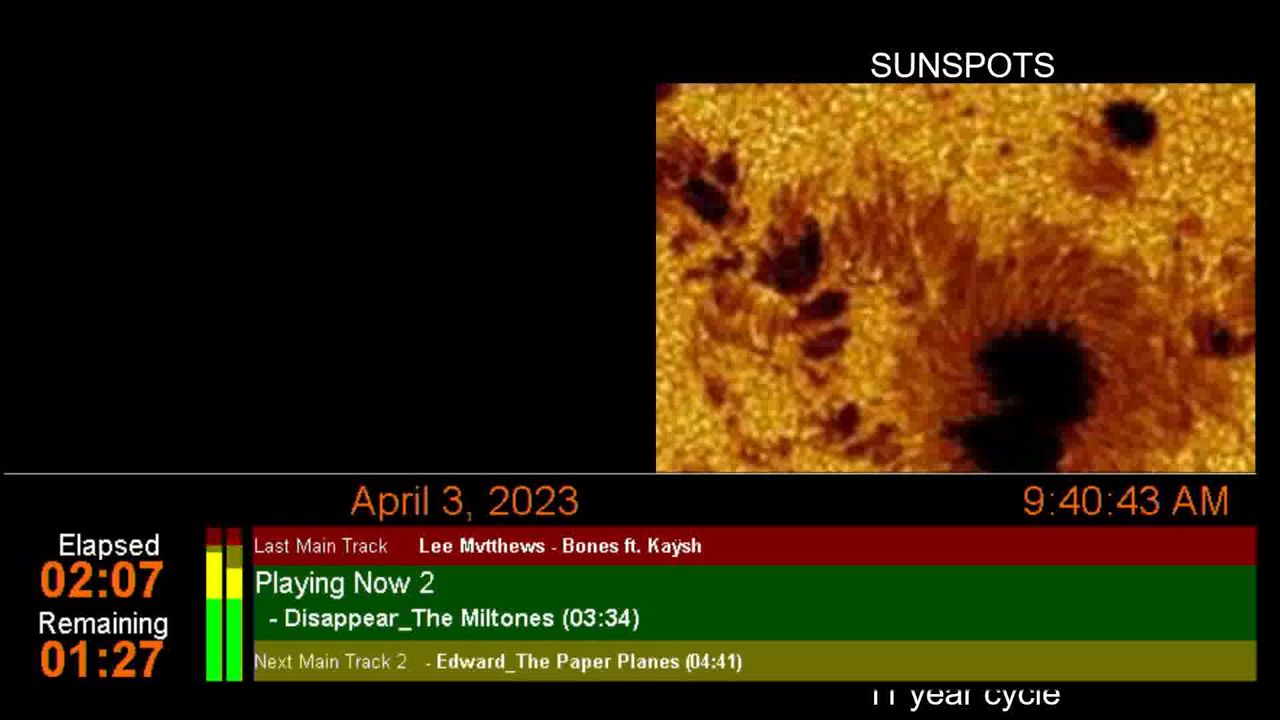 SUNSPOTS
April 3, 2023 9:40:43 AM
Elapsed
02:07
Remaining
01:27
Last Main Track Lee Mvtthews - Bones ft. Kaÿsh
Playing Now 2
- Disappear_The Miltones (03:34)
Next Main Track 2 - Edward_The Paper Planes (04:41)
11 year cycle